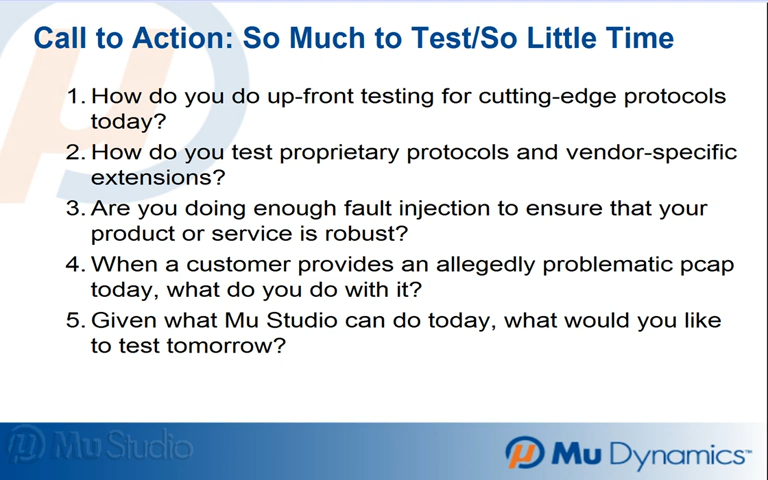 Call to Action: So Much to Test/So Little Time
1. How do you do up-front testing for cutting-edge protocols
today?
2. How do you test proprietary protocols and vendor-specific
extensions?
3. Are you doing enough fault injection to ensure that your
product or service is robust?
4. When a customer provides an allegedly problematic pcap
today, what do you do with it?
5. Given what Mu Studio can do today, what would you like
to test tomorrow?
μ Mu Studio
μ Mu Dynamics™